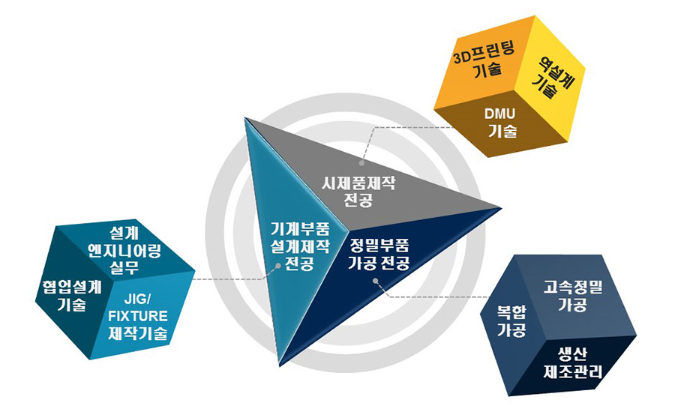 3D프린팅
기술
역설계
기술
DMU
기술
시제품제작
전공
기계부품
설계제작
전공
정밀부품
가공 전공
설계
엔지니어링
실무
협업설계
기술
JIG/
FIXTURE
제작기술
고속정밀
가공
복합
가공
생산
제조관리